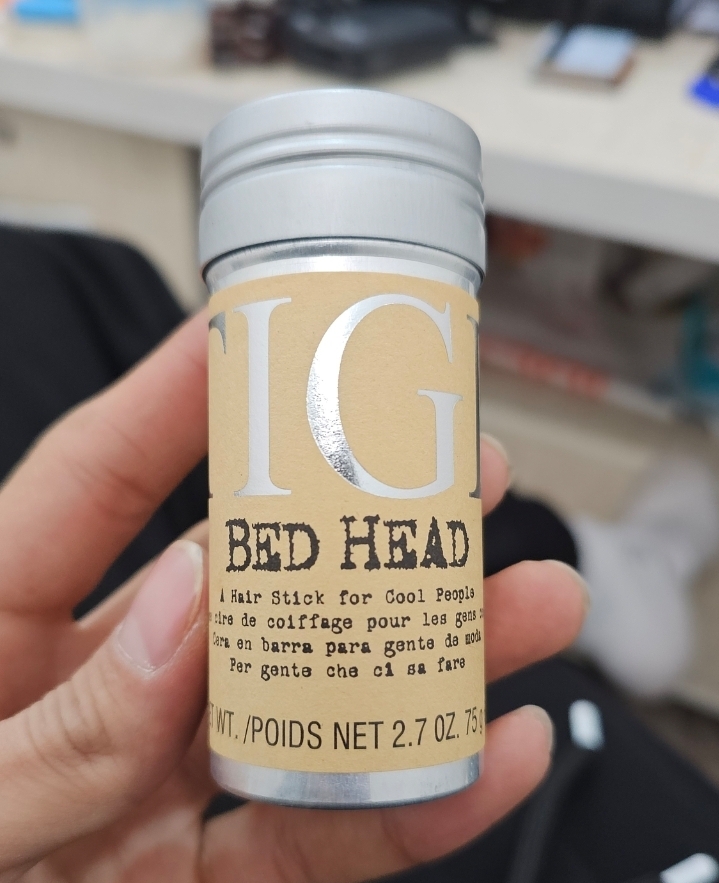 TIGI
BED HEAD
A Hair Stick for Cool People
cire de coiffage pour les gens
Cera en barra para gente de moda
Per gente che ci sa fare
WT. /POIDS NET 2.7 OZ. 75 g